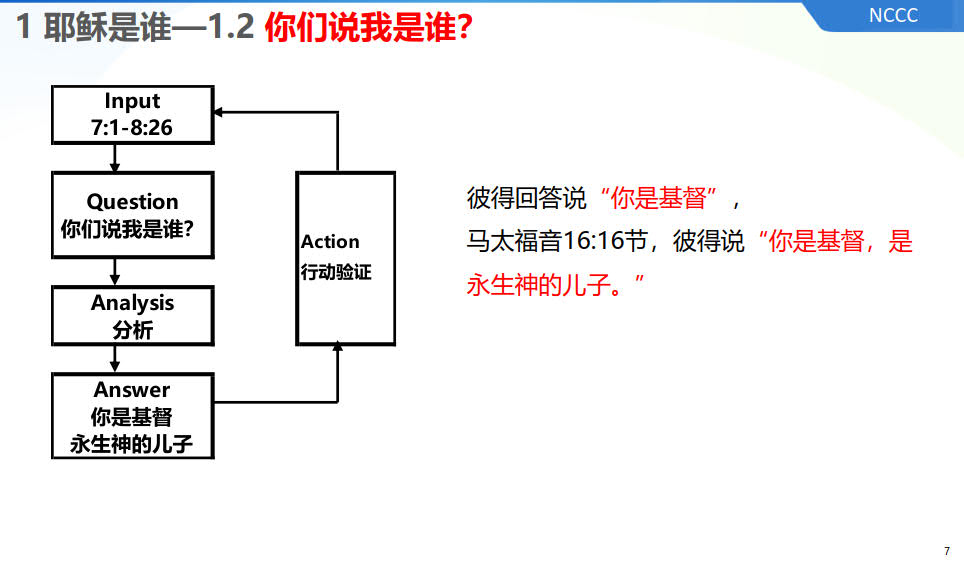 1 耶稣是谁—1.2 你们说我是谁?
NCCC
Input
7:1-8:26
Question
你们说我是谁?
Analysis
分析
Answer
你是基督
永生神的儿子
Action
行动验证
彼得回答说“你是基督”，
马太福音16:16节，彼得说“你是基督，是
永生神的儿子。”
7